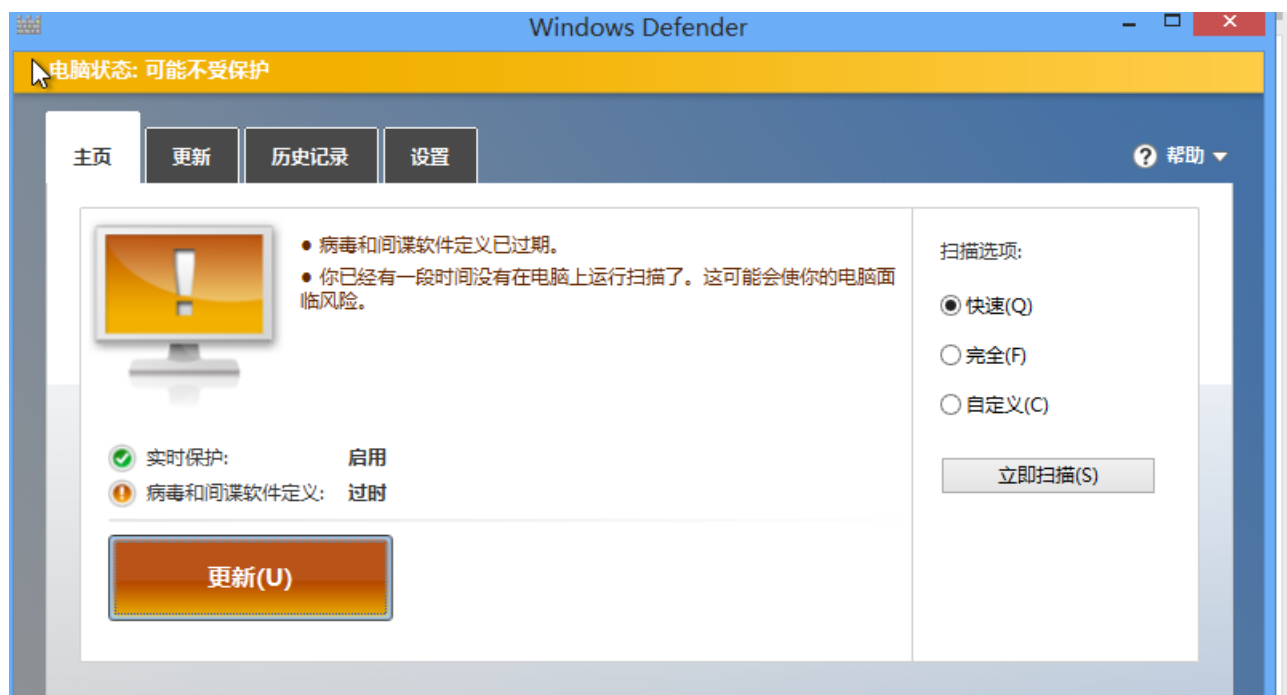 Windows Defender
电脑状态: 可能不受保护
主页
更新
历史记录
设置
帮助
● 病毒和间谍软件定义已过期。
● 你已经有一段时间没有在电脑上运行扫描了。这可能会使你的电脑面
临风险。
扫描选项:
快速(Q)
完全(F)
自定义(C)
立即扫描(S)
实时保护: 启用
病毒和间谍软件定义: 过时
更新(U)